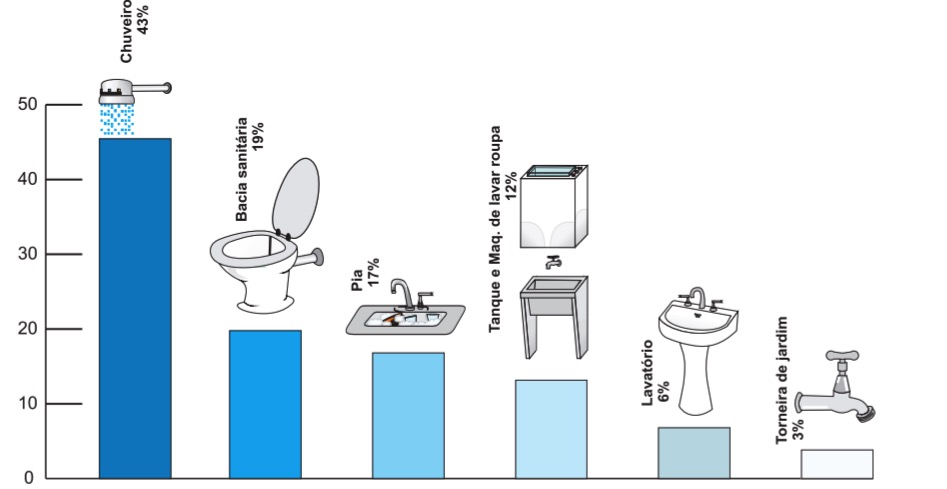 Chuveiro
43%
Bacia sanitária
19%
Pia
17%
Tanque e Maq. de lavar roupa
12%
Lavatório
6%
Torneira de jardim
3%
50
40
30
20
10
0